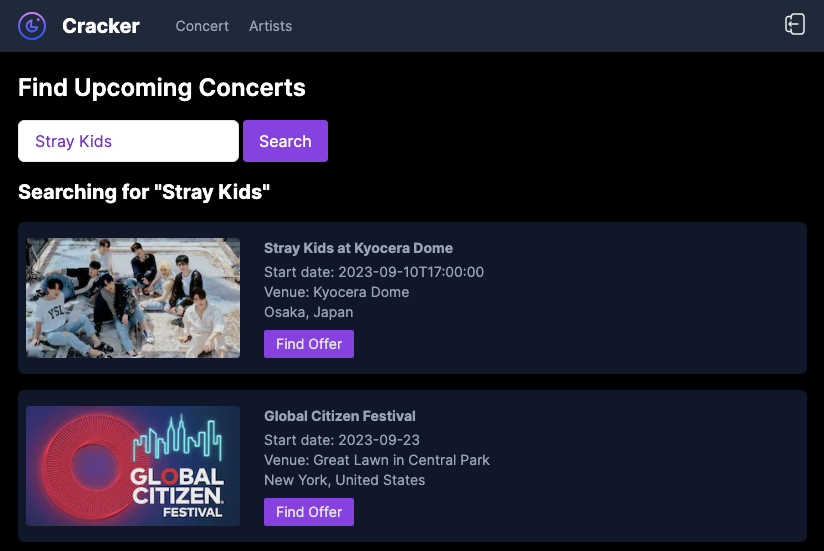 Cracker
Concert
Artists
Find Upcoming Concerts
Stray Kids
Search
Searching for "Stray Kids"
YSL
Stray Kids at Kyocera Dome
Start date: 2023-09-10T17:00:00
Venue: Kyocera Dome
Osaka, Japan
Find Offer
GLOBAL
CITIZEN.
FESTIVAL
Global Citizen Festival
Start date: 2023-09-23
Venue: Great Lawn in Central Park
New York, United States
Find Offer